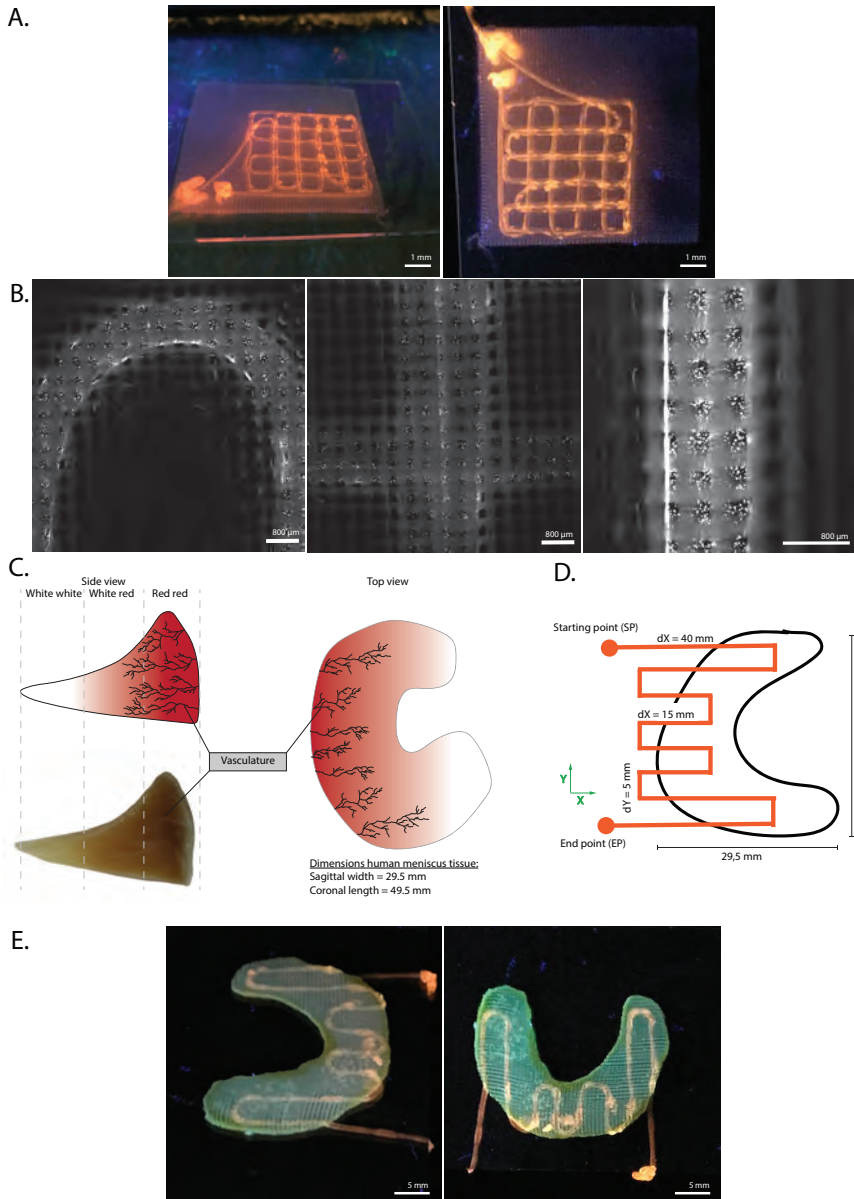 A.
1 mm
1 mm
B.
800 µm
800 µm
800 µm
C.
Side view
White white
White red
Red red
Top view
Vasculature
Dimensions human meniscus tissue:
Sagittal width = 29.5 mm
Coronal length = 49.5 mm
D.
Starting point (SP)
dX = 40 mm
dX = 15 mm
Y
X
dY = 5 mm
End point (EP)
29,5 mm
E.
5 mm
5 mm